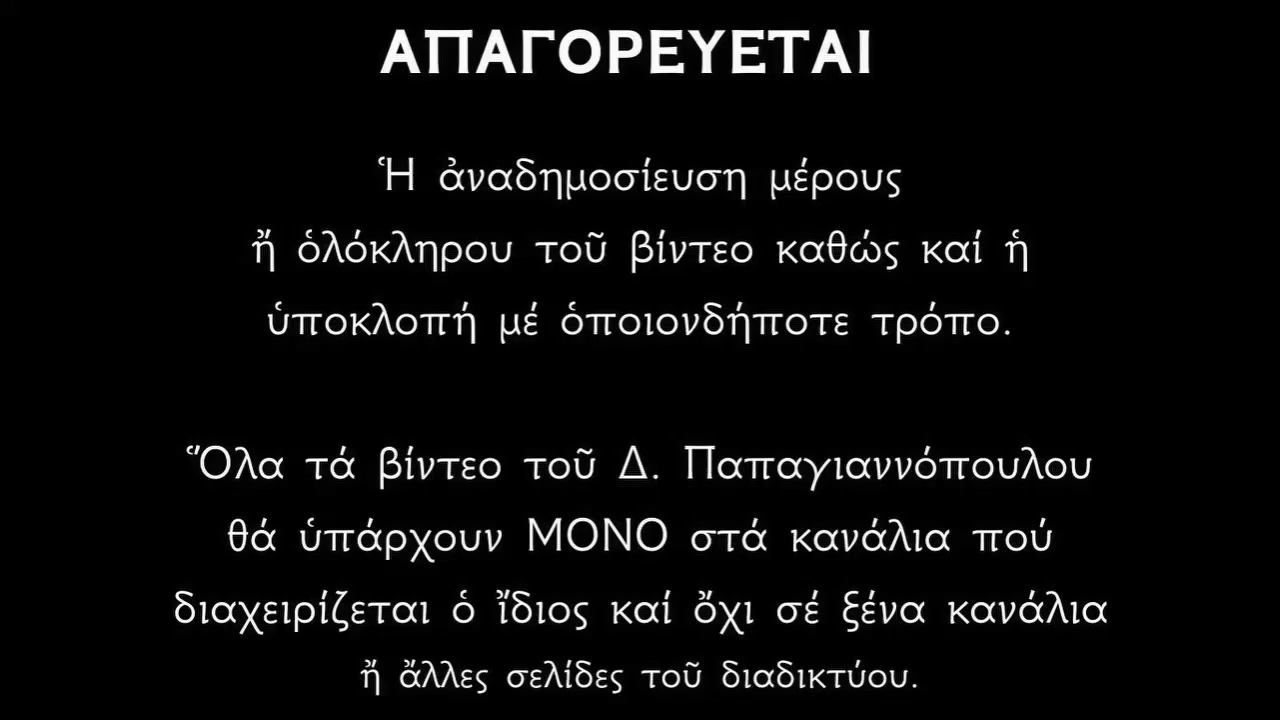 ΑΠΑΓΟΡΕΥΕΤΑΙ
Ἡ ἀναδημοσίευση μέρους
ἤ ὁλόκληρου τοῦ βίντεο καθώς καί ἡ
ὑποκλοπή μέ ὁποιονδήποτε τρόπο.
Ὅλα τά βίντεο τοῦ Δ. Παπαγιαννόπουλου
θά ὑπάρχουν ΜΟΝΟ στά κανάλια πού
διαχειρίζεται ὁ ἴδιος καί ὄχι σέ ξένα κανάλια
ἤ ἄλλες σελίδες τοῦ διαδικτύου.